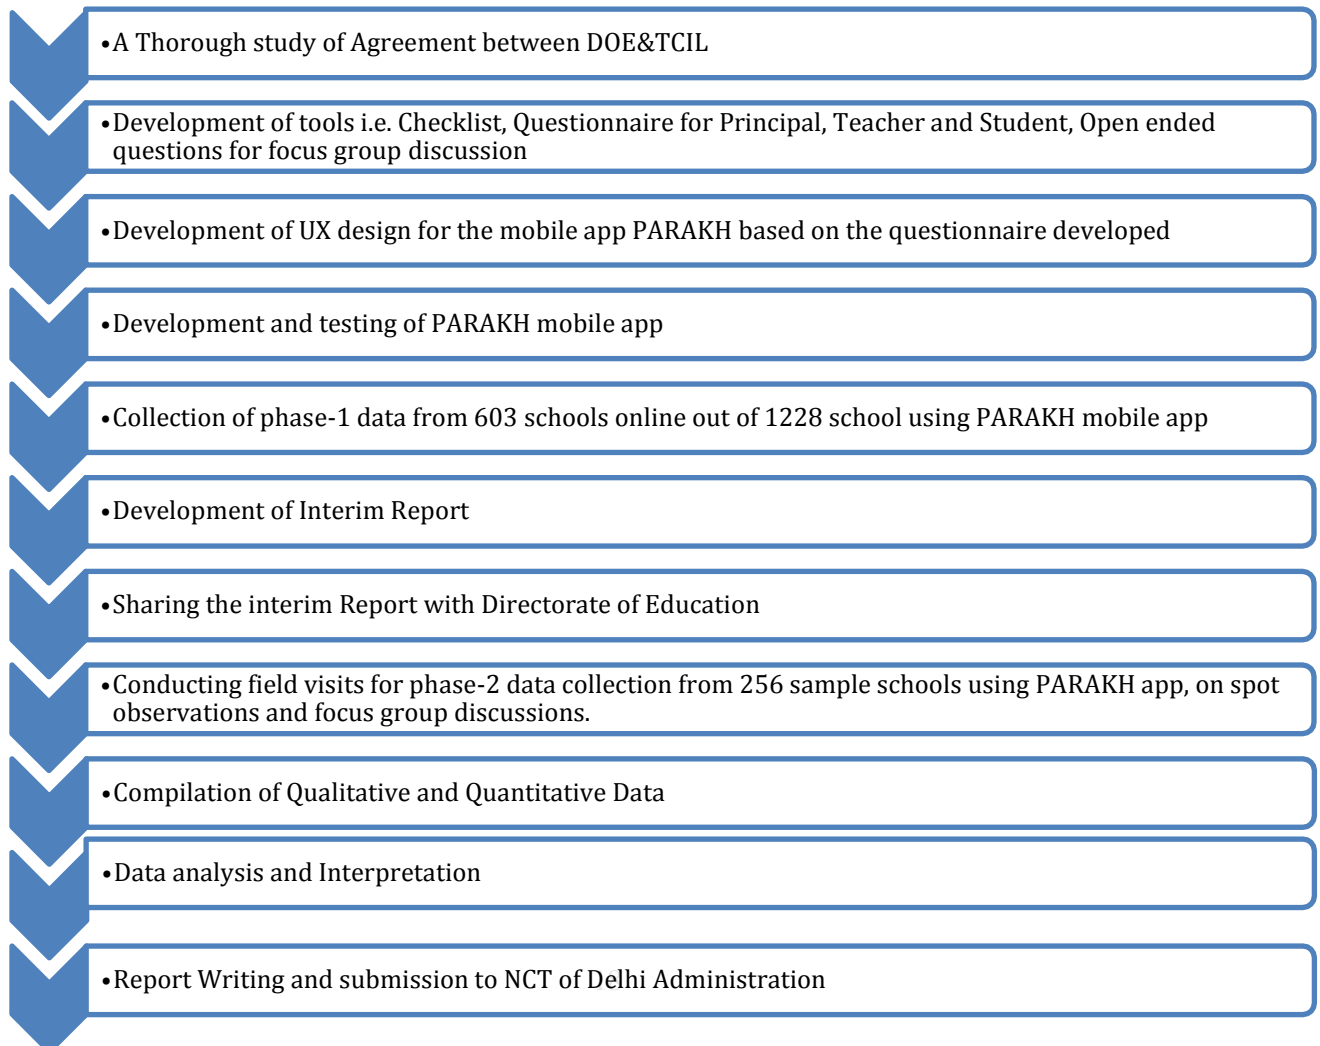 •A Thorough study of Agreement between DOE&TCIL
•Development of tools i.e. Checklist, Questionnaire for Principal, Teacher and Student, Open ended
questions for focus group discussion
•Development of UX design for the mobile app PARAKH based on the questionnaire developed
•Development and testing of PARAKH mobile app
•Collection of phase-1 data from 603 schools online out of 1228 school using PARAKH mobile app
•Development of Interim Report
•Sharing the interim Report with Directorate of Education
•Conducting field visits for phase-2 data collection from 256 sample schools using PARAKH app, on spot
observations and focus group discussions.
•Compilation of Qualitative and Quantitative Data
•Data analysis and Interpretation
•Report Writing and submission to NCT of Delhi Administration